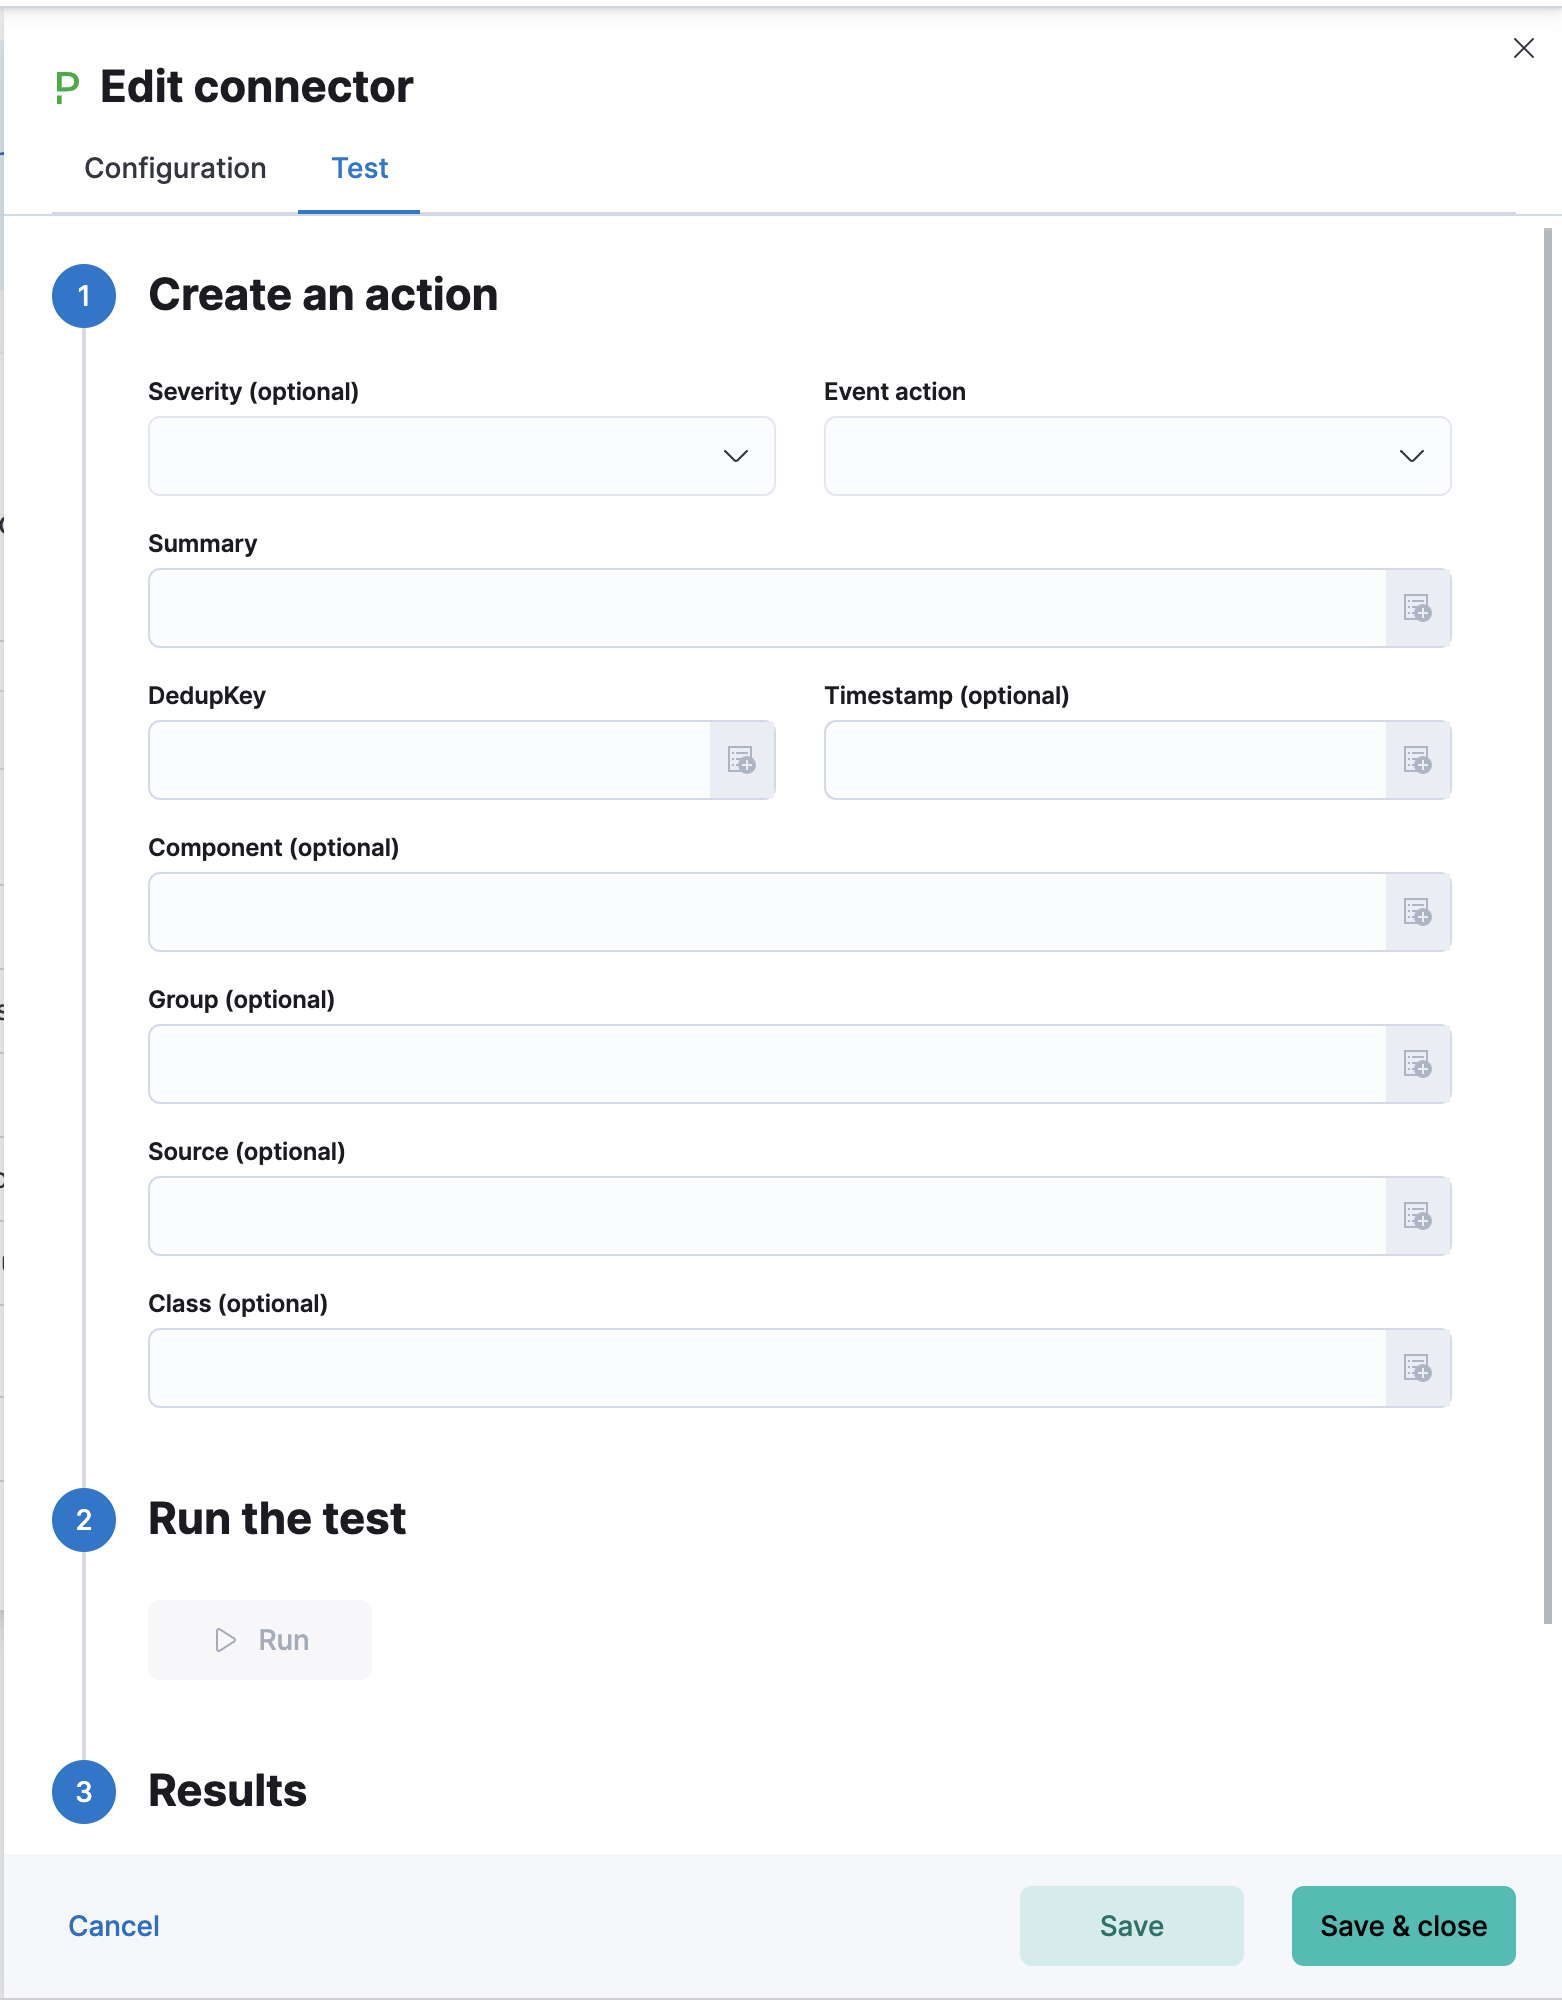 Edit connector
Configuration Test
1 Create an action
Severity (optional) Event action
Summary
DedupKey Timestamp (optional)
Component (optional)
Group (optional)
Source (optional)
Class (optional)
2 Run the test
Run
3 Results
Cancel Save Save & close